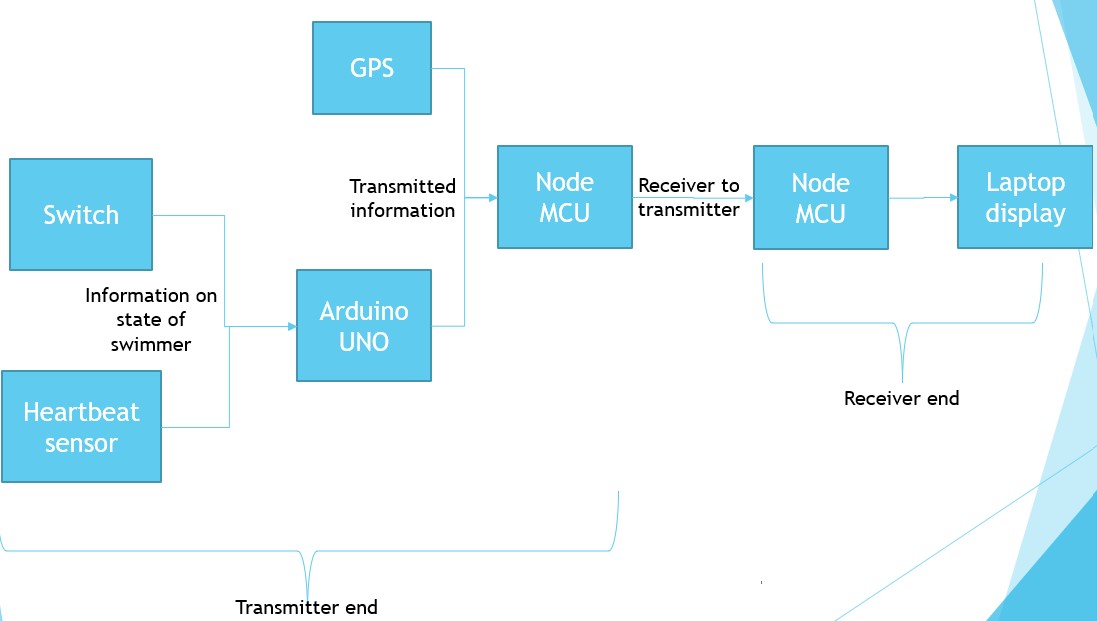 GPS
Switch
Transmitted
information
Node
MCU
Receiver to
transmitter
Node
MCU
Laptop
display
Information on
state of
swimmer
Arduino
UNO
Heartbeat
sensor
Receiver end
Transmitter end